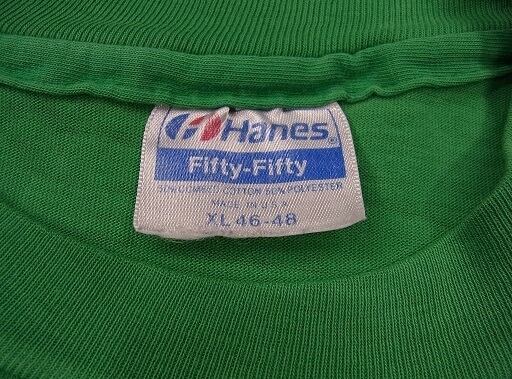 Hanes®
Fifty-Fifty
50% COMBED COTTON 50% POLYESTER
MADE IN U.S.A.
XL 46-48